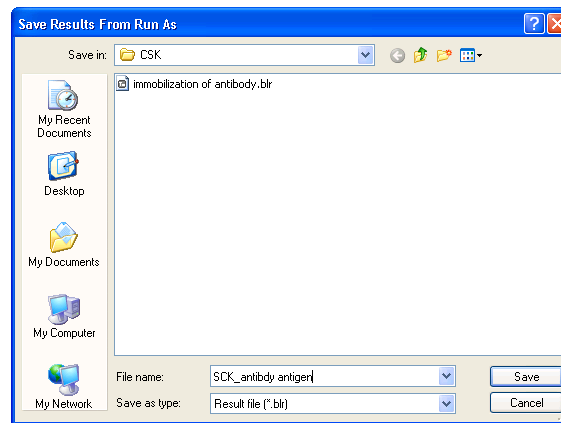 Save Results From Run As
Save in: CSK
immobilization of antibody.blr
My Recent
Documents
Desktop
My Documents
My Computer
My Network
File name: SCK_antibdy antigen Save
Save as type: Result file (*.blr) Cancel